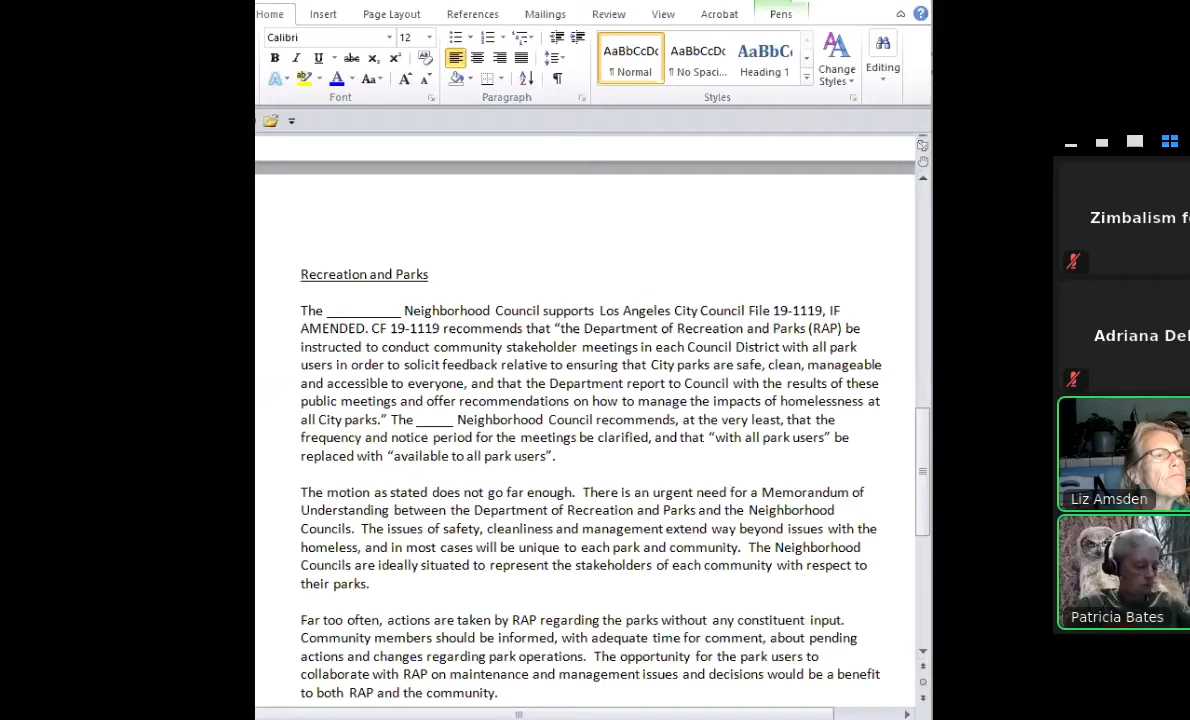 Home Insert Page Layout References Mailings Review View Acrobat Pens
Calibri 12
B I U abc x₂ x²
A ab A Aa A A
AaBbCcDc AaBbCcDc AaBbC
¶ Normal ¶ No Spaci... Heading 1
Change Styles
Editing
Font Paragraph Styles
Recreation and Parks
The __________ Neighborhood Council supports Los Angeles City Council File 19-1119, IF
AMENDED. CF 19-1119 recommends that “the Department of Recreation and Parks (RAP) be
instructed to conduct community stakeholder meetings in each Council District with all park
users in order to solicit feedback relative to ensuring that City parks are safe, clean, manageable
and accessible to everyone, and that the Department report to Council with the results of these
public meetings and offer recommendations on how to manage the impacts of homelessness at
all City parks.” The _____ Neighborhood Council recommends, at the very least, that the
frequency and notice period for the meetings be clarified, and that “with all park users” be
replaced with “available to all park users”.
The motion as stated does not go far enough. There is an urgent need for a Memorandum of
Understanding between the Department of Recreation and Parks and the Neighborhood
Councils. The issues of safety, cleanliness and management extend way beyond issues with the
homeless, and in most cases will be unique to each park and community. The Neighborhood
Councils are ideally situated to represent the stakeholders of each community with respect to
their parks.
Far too often, actions are taken by RAP regarding the parks without any constituent input.
Community members should be informed, with adequate time for comment, about pending
actions and changes regarding park operations. The opportunity for the park users to
collaborate with RAP on maintenance and management issues and decisions would be a benefit
to both RAP and the community.
Zimbalism f
Adriana De
Liz Amsden
Patricia Bates